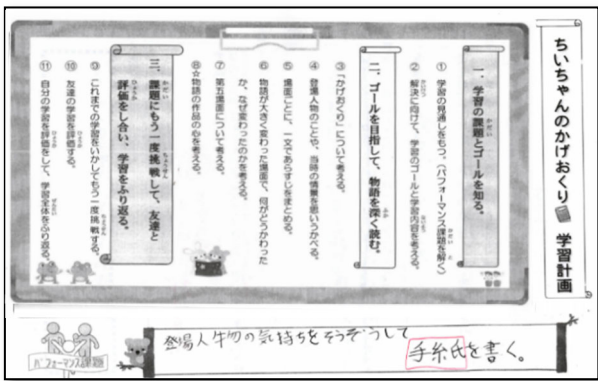 ちいちゃんのかげおくり 学習計画
一．学習の課題とゴールを知る。
① 学習の見通しをもつ。（パフォーマンス課題を解く）
② 解決に向けて、学習のゴールと学習内容を考える。
二．ゴールを目指して、物語を深く読む。
③ 「かげおくり」について考える。
④ 登場人物のことや、当時の情景を思いうかべる。
⑤ 場面ごとに、一文であらすじをまとめる。
⑥ 物語が大きく変わった場面で、何がどうかわった
か、なぜ変わったのかを考える。
⑦ 第五場面について考える。
⑧☆物語の作品の心を考える。
三．課題にもう一度挑戦して、友達と
評価をし合い、学習をふり返る。
⑨ これまでの学習をいかしてもう一度挑戦する。
⑩ 友達の学習を評価する。
⑪ 自分の学習を評価をして、学習全体をふり返る。
パフォーマンス課題
登場人物の気持ちをそうぞうして
手紙を書く。